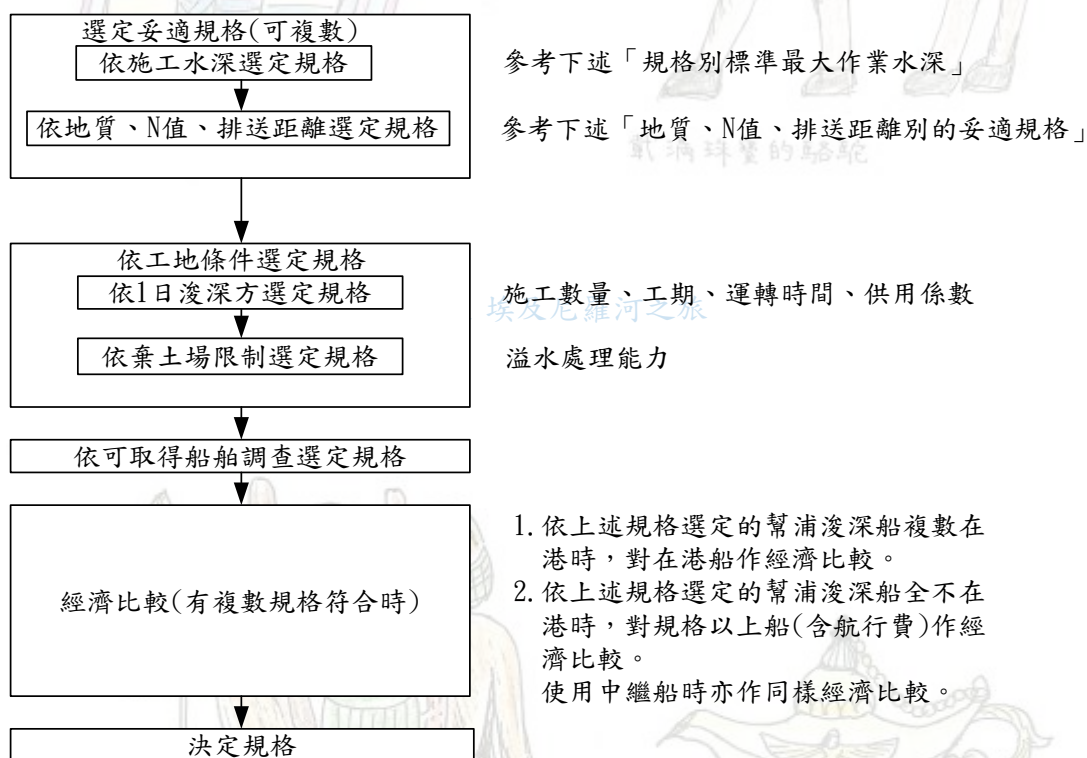 選定妥適規格(可複數)
依施工水深選定規格
參考下述「規格別標準最大作業水深」
依地質、N值、排送距離選定規格
參考下述「地質、N值、排送距離別的妥適規格」
戴滿珠璧的駱駝
依工地條件選定規格
依1日浚深方選定規格
施工數量、工期、運轉時間、供用係數
埃及尼羅河之旅
依棄土場限制選定規格
溢水處理能力
依可取得船舶調查選定規格
經濟比較(有複數規格符合時)
1.依上述規格選定的幫浦浚深船複數在
港時，對在港船作經濟比較。
2.依上述規格選定的幫浦浚深船全不在
港時，對規格以上船(含航行費)作經
濟比較。
使用中繼船時亦作同樣經濟比較。
決定規格